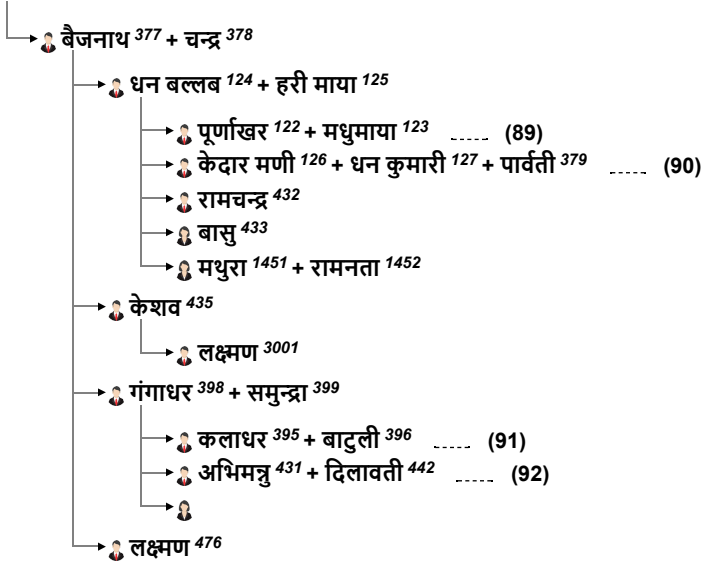 बैजनाथ 377 + चन्द्र 378
धन बल्लब 124 + हरी माया 125
पूर्णाखर 122 + मधुमाया 123 ...... (89)
केदार मणी 126 + धन कुमारी 127 + पार्वती 379 ...... (90)
रामचन्द्र 432
बासु 433
मथुरा 1451 + रामनता 1452
केशव 435
लक्ष्मण 3001
गंगाधर 398 + समुन्द्रा 399
कलाधर 395 + बाटुली 396 ...... (91)
अभिमन्नु 431 + दिलावती 442 ...... (92)
लक्ष्मण 476